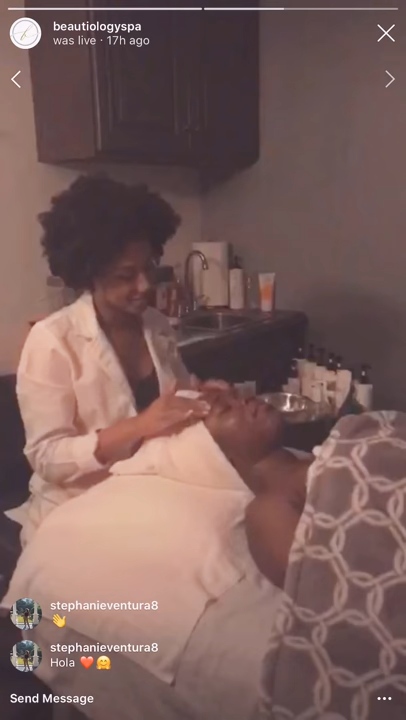 beautiologyspa
was live · 17h ago
stephanieventura8
👋
stephanieventura8
Hola ❤️🤗
Send Message